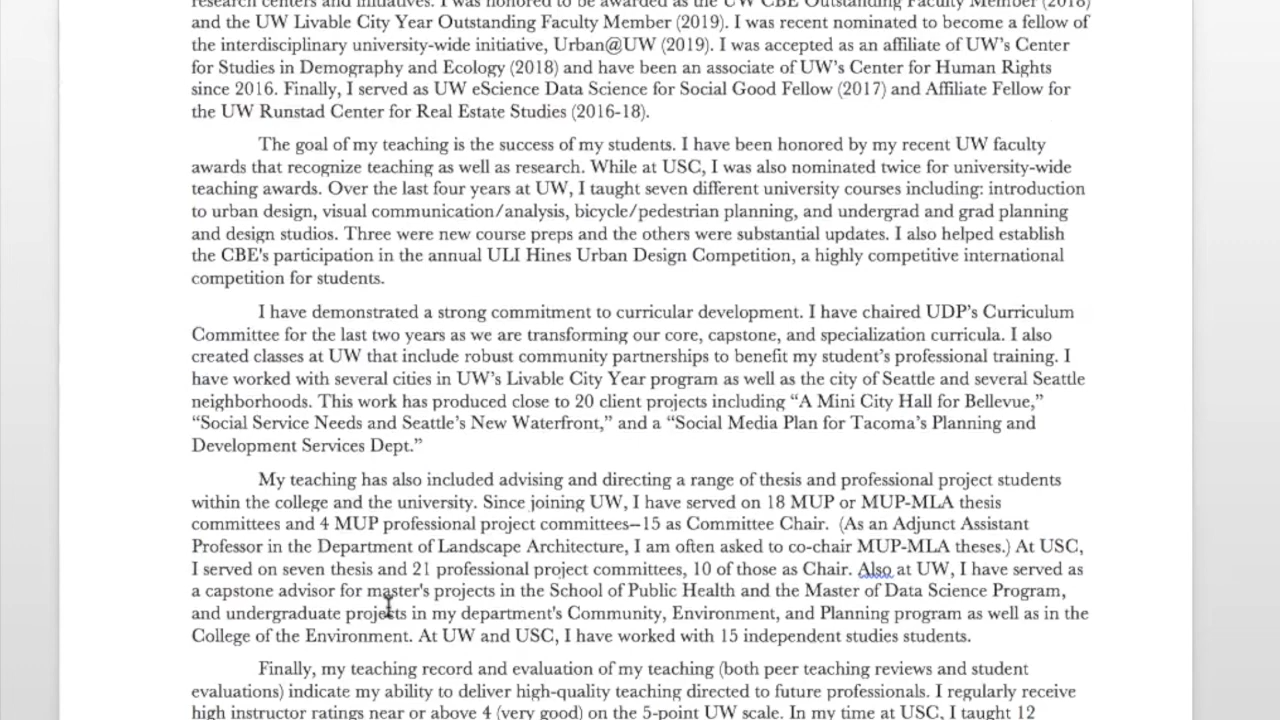 research centers and initiatives. I was honored to be awarded as the UW CBE Outstanding Faculty Member (2018)
and the UW Livable City Year Outstanding Faculty Member (2019). I was recent nominated to become a fellow of
the interdisciplinary university-wide initiative, Urban@UW (2019). I was accepted as an affiliate of UW's Center
for Studies in Demography and Ecology (2018) and have been an associate of UW's Center for Human Rights
since 2016. Finally, I served as UW eScience Data Science for Social Good Fellow (2017) and Affiliate Fellow for
the UW Runstad Center for Real Estate Studies (2016-18).
The goal of my teaching is the success of my students. I have been honored by my recent UW faculty
awards that recognize teaching as well as research. While at USC, I was also nominated twice for university-wide
teaching awards. Over the last four years at UW, I taught seven different university courses including: introduction
to urban design, visual communication/analysis, bicycle/pedestrian planning, and undergrad and grad planning
and design studios. Three were new course preps and the others were substantial updates. I also helped establish
the CBE's participation in the annual ULI Hines Urban Design Competition, a highly competitive international
competition for students.
I have demonstrated a strong commitment to curricular development. I have chaired UDP's Curriculum
Committee for the last two years as we are transforming our core, capstone, and specialization curricula. I also
created classes at UW that include robust community partnerships to benefit my student's professional training. I
have worked with several cities in UW's Livable City Year program as well as the city of Seattle and several Seattle
neighborhoods. This work has produced close to 20 client projects including “A Mini City Hall for Bellevue,”
“Social Service Needs and Seattle's New Waterfront,” and a “Social Media Plan for Tacoma's Planning and
Development Services Dept.”
My teaching has also included advising and directing a range of thesis and professional project students
within the college and the university. Since joining UW, I have served on 18 MUP or MUP-MLA thesis
committees and 4 MUP professional project committees–15 as Committee Chair.  (As an Adjunct Assistant
Professor in the Department of Landscape Architecture, I am often asked to co-chair MUP-MLA theses.) At USC,
I served on seven thesis and 21 professional project committees, 10 of those as Chair. Also at UW, I have served as
a capstone advisor for master's projects in the School of Public Health and the Master of Data Science Program,
and undergraduate projects in my department's Community, Environment, and Planning program as well as in the
College of the Environment. At UW and USC, I have worked with 15 independent studies students.
Finally, my teaching record and evaluation of my teaching (both peer teaching reviews and student
evaluations) indicate my ability to deliver high-quality teaching directed to future professionals. I regularly receive
high instructor ratings near or above 4 (very good) on the 5-point UW scale. In my time at USC, I taught 12